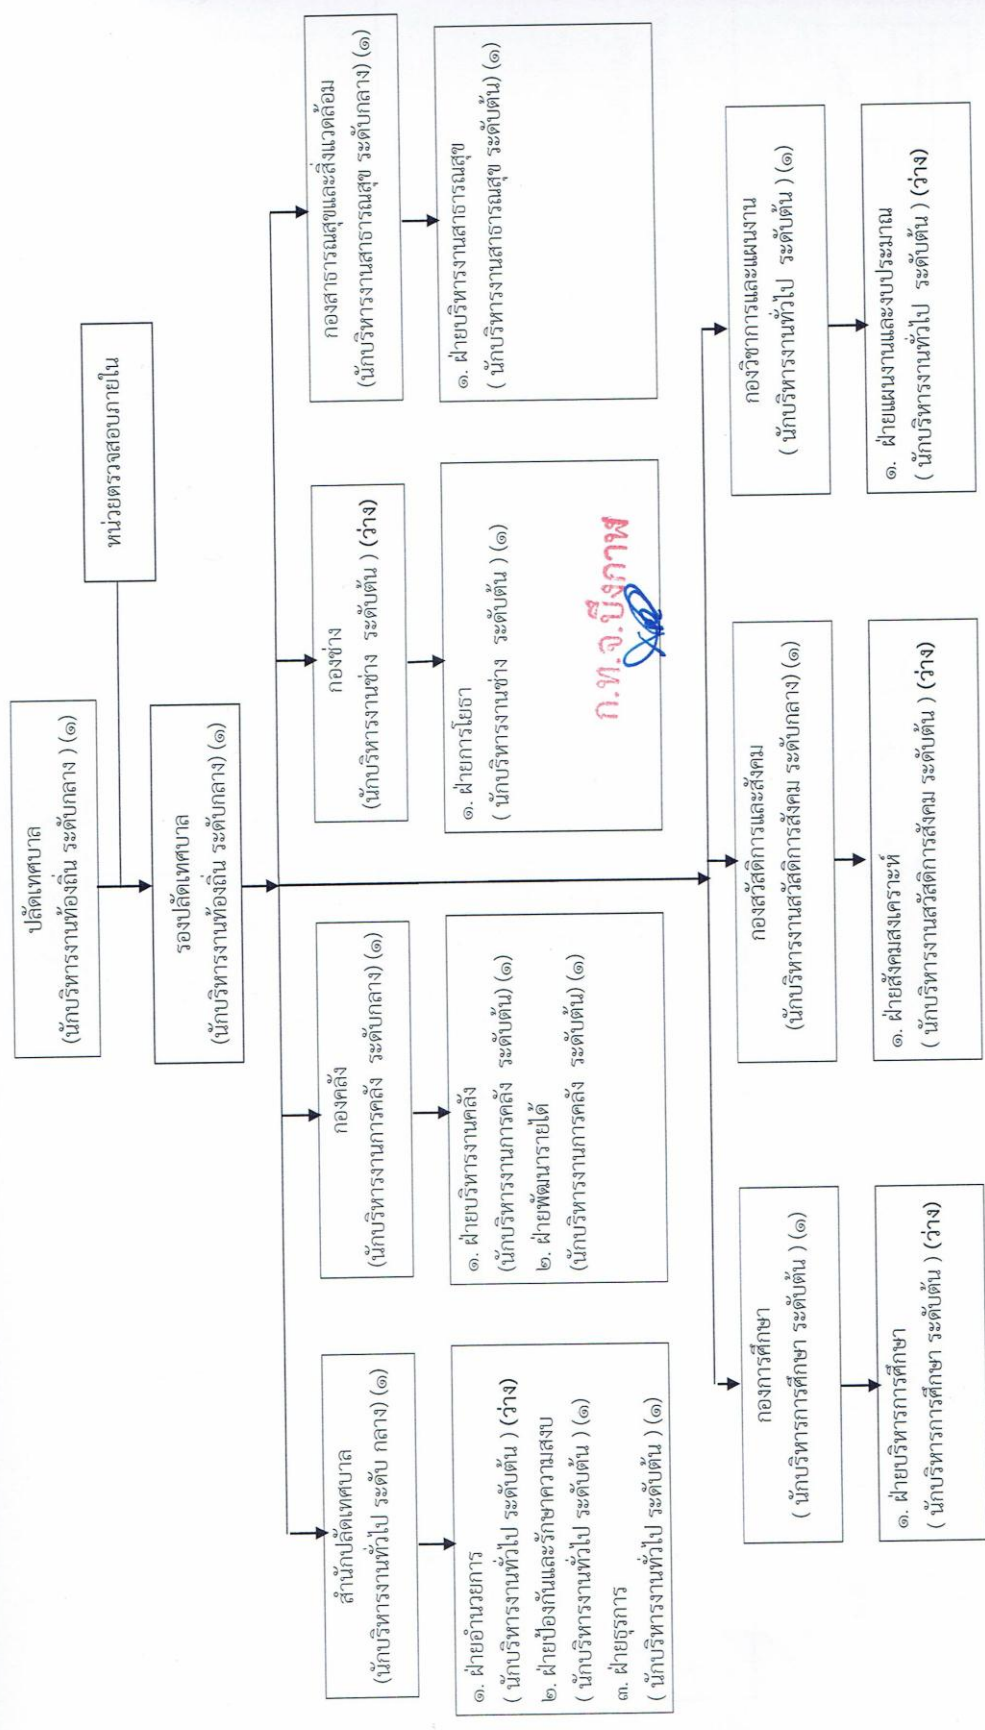 ปลัดเทศบาล
(นักบริหารงานท้องถิ่น ระดับกลาง ) (๑)
หน่วยตรวจสอบภายใน
รองปลัดเทศบาล
(นักบริหารงานท้องถิ่น ระดับกลาง) (๑)
สำนักปลัดเทศบาล
(นักบริหารงานทั่วไป ระดับ กลาง) (๑)
๑. ฝ่ายอำนวยการ
( นักบริหารงานทั่วไป ระดับต้น ) (ว่าง)
๒. ฝ่ายป้องกันและรักษาความสงบ
( นักบริหารงานทั่วไป ระดับต้น ) (๑)
๓. ฝ่ายธุรการ
( นักบริหารงานทั่วไป ระดับต้น ) (๑)
กองคลัง
(นักบริหารงานการคลัง ระดับกลาง) (๑)
๑. ฝ่ายบริหารงานคลัง
(นักบริหารงานการคลัง ระดับต้น) (๑)
๒. ฝ่ายพัฒนารายได้
(นักบริหารงานการคลัง ระดับต้น) (๑)
กองช่าง
(นักบริหารงานช่าง ระดับต้น ) (ว่าง)
๑. ฝ่ายการโยธา
( นักบริหารงานช่าง ระดับต้น ) (๑)
ก.ท.จ.บึงกาฬ
กองสาธารณสุขและสิ่งแวดล้อม
(นักบริหารงานสาธารณสุข ระดับกลาง) (๑)
๑. ฝ่ายบริหารงานสาธารณสุข
( นักบริหารงานสาธารณสุข ระดับต้น) (๑)
กองการศึกษา
( นักบริหารการศึกษา ระดับต้น ) (๑)
๑. ฝ่ายบริหารการศึกษา
( นักบริหารการศึกษา ระดับต้น ) (ว่าง)
กองสวัสดิการและสังคม
(นักบริหารงานสวัสดิการสังคม ระดับกลาง) (๑)
๑. ฝ่ายสังคมสงเคราะห์
( นักบริหารงานสวัสดิการสังคม ระดับต้น ) (ว่าง)
กองวิชาการและแผนงาน
( นักบริหารงานทั่วไป ระดับต้น ) (๑)
๑. ฝ่ายแผนงานและงบประมาณ
( นักบริหารงานทั่วไป ระดับต้น ) (ว่าง)